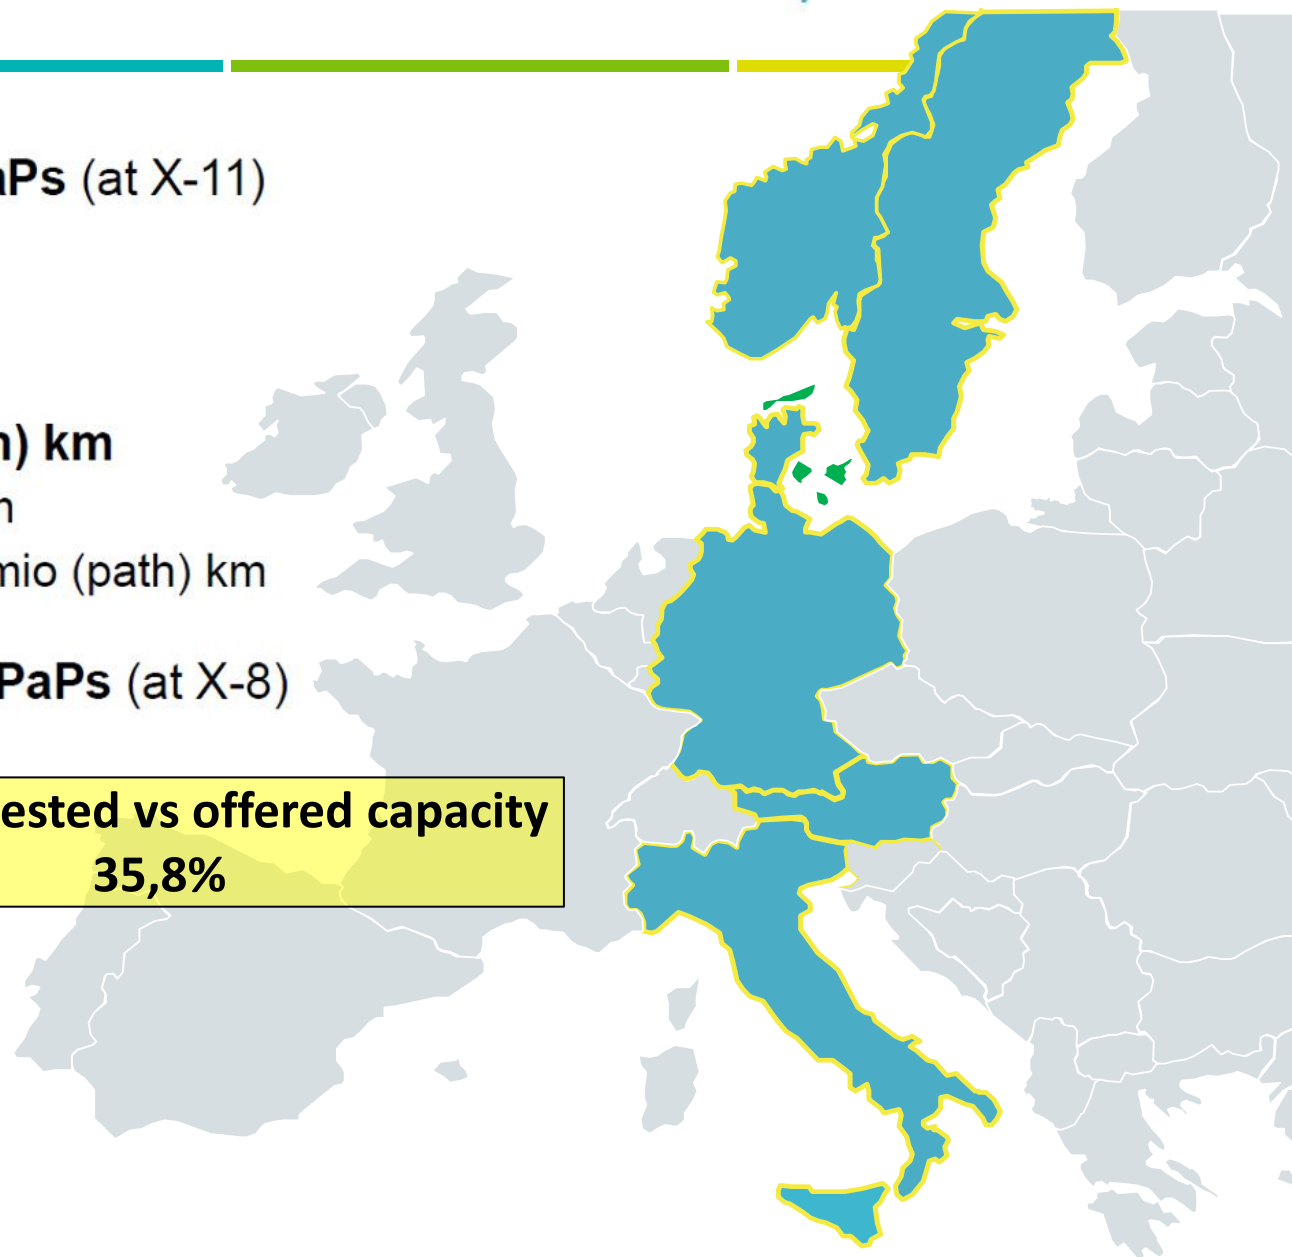 aPs (at X-11)
n) km
n
mio (path) km
PaPs (at X-8)
ested vs offered capacity
35,8%